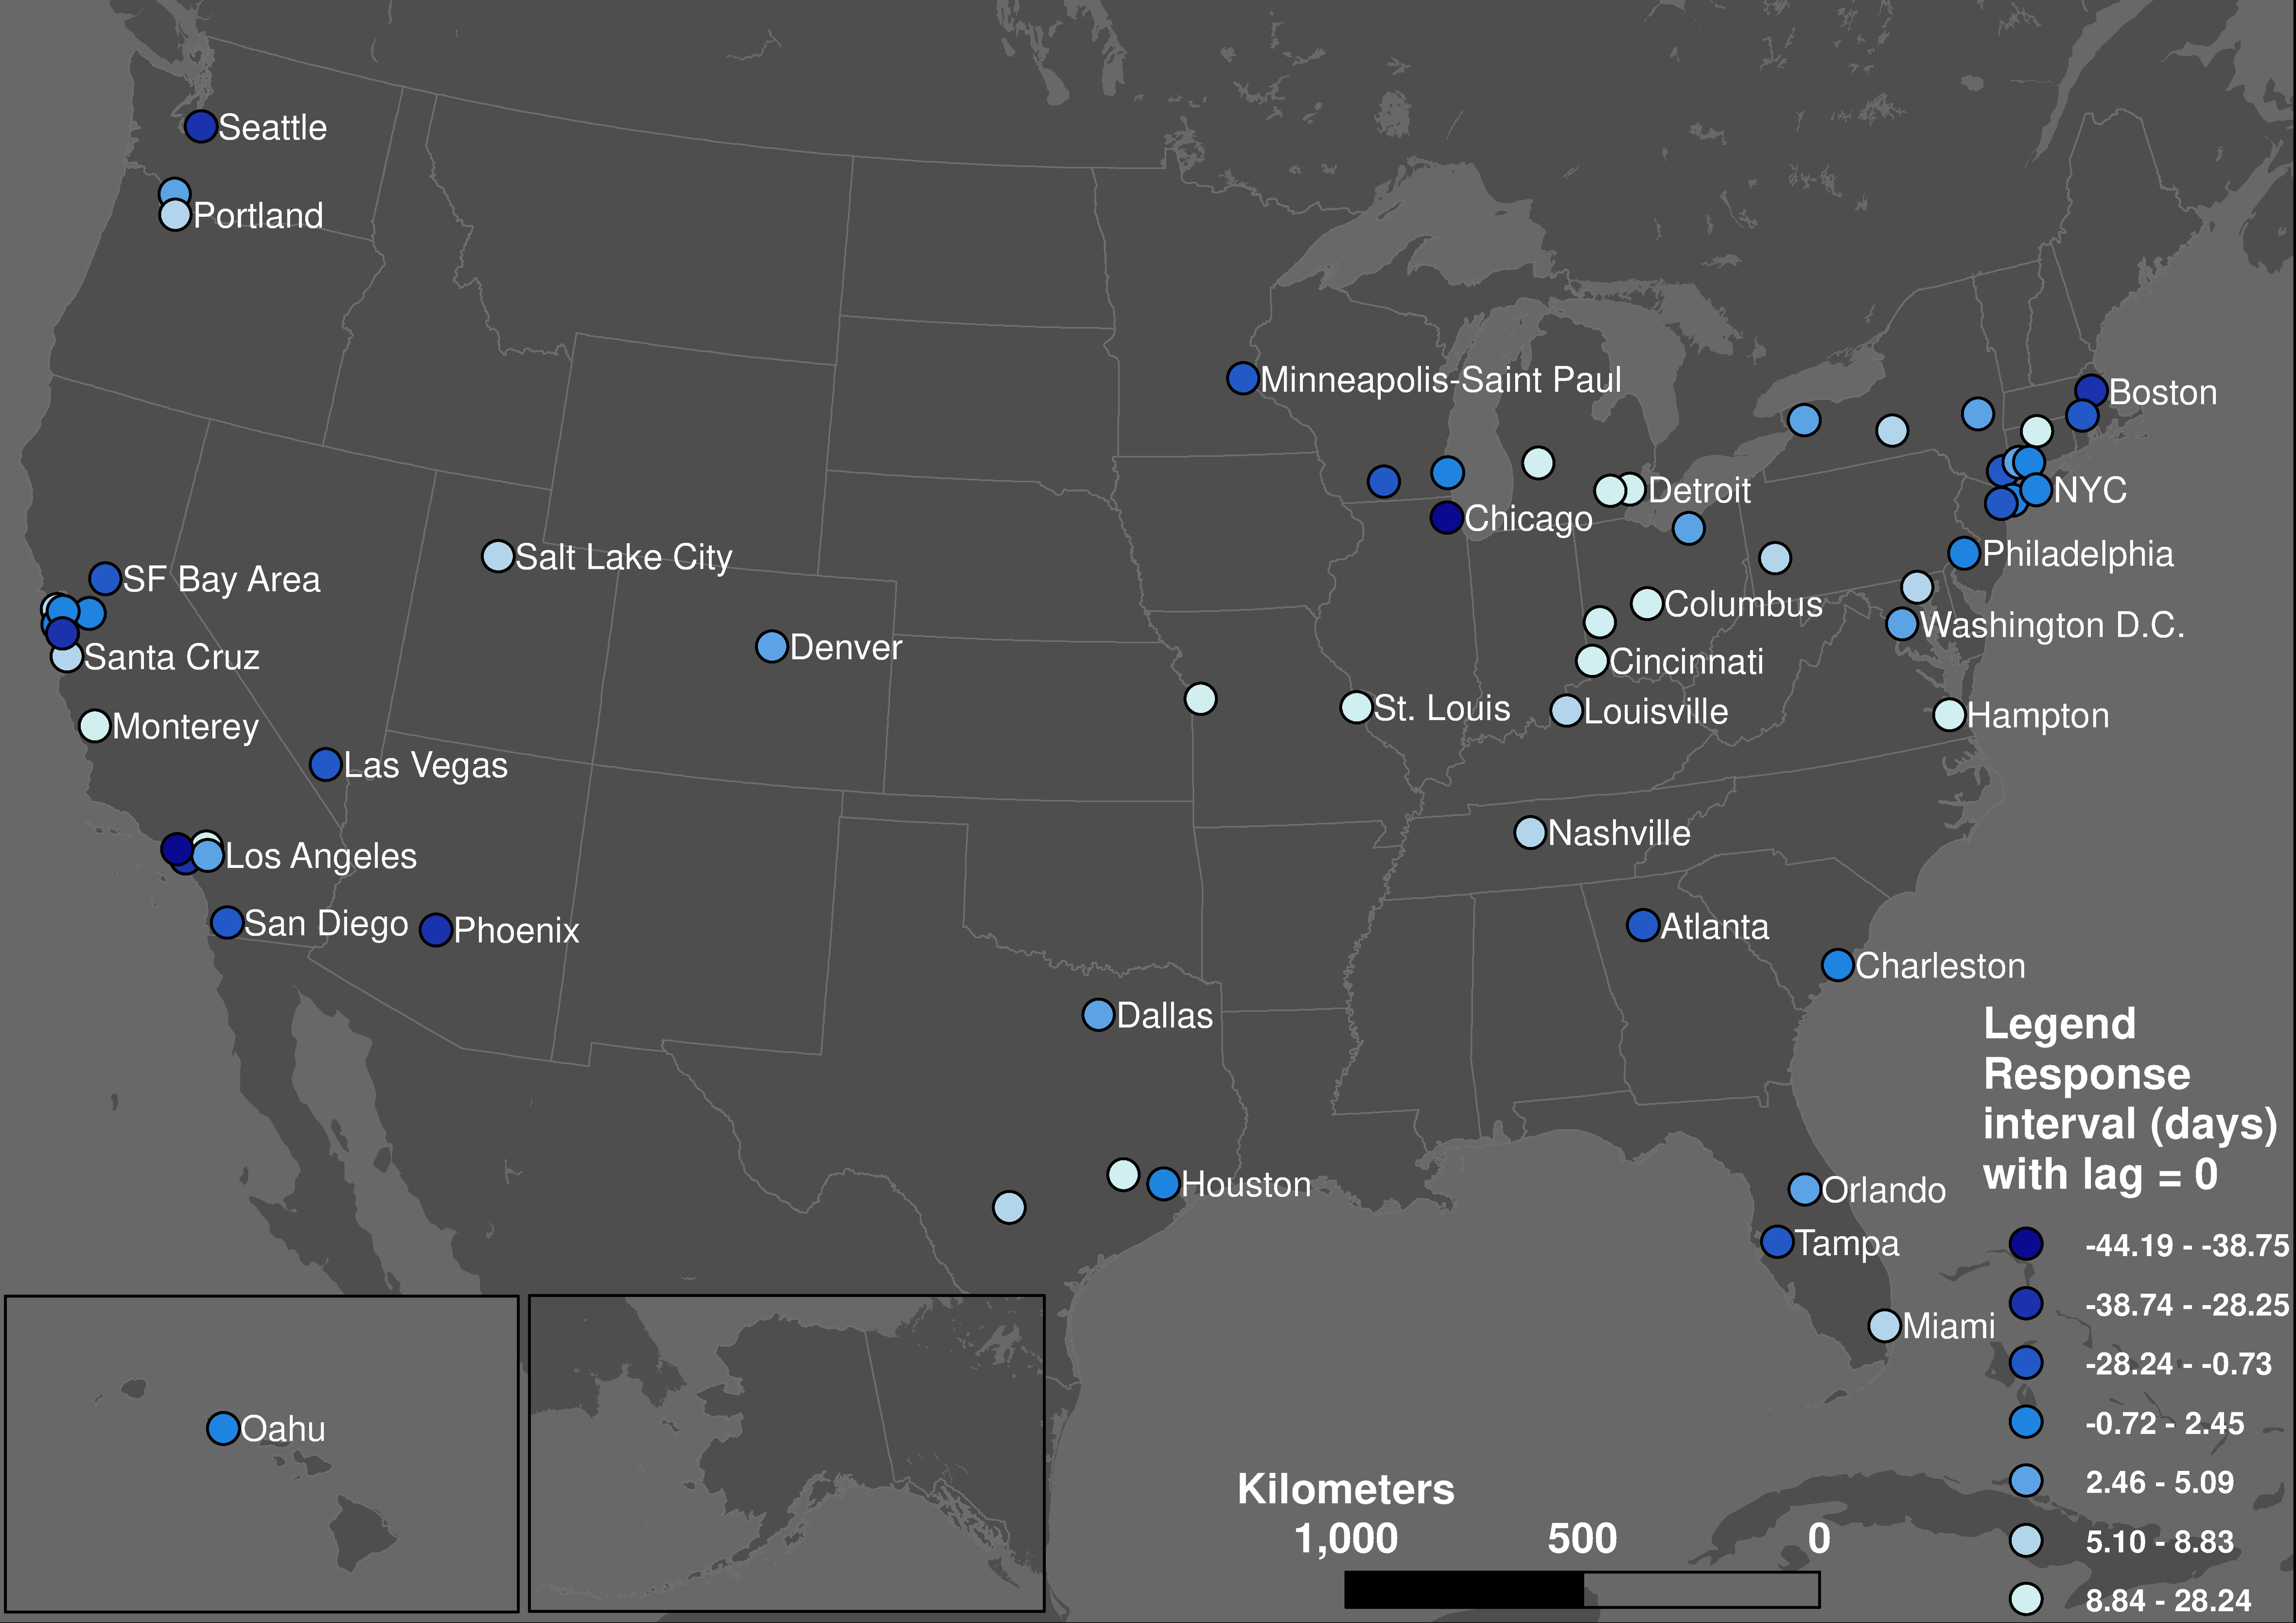 Seattle
Portland
Minneapolis-Saint Paul
Boston
Detroit
NYC
Chicago
Salt Lake City
Philadelphia
SF Bay Area
Columbus
Washington D.C.
Denver
Santa Cruz
Cincinnati
St. Louis
Louisville
Hampton
Monterey
Las Vegas
Nashville
Los Angeles
San Diego
Phoenix
Atlanta
Charleston
Dallas
Houston
Orlando
Tampa
Miami
Oahu
Legend
Response
interval (days)
with lag = 0
-44.19 - -38.75
-38.74 - -28.25
-28.24 - -0.73
-0.72 - 2.45
2.46 - 5.09
5.10 - 8.83
8.84 - 28.24
Kilometers
1,000 500 0